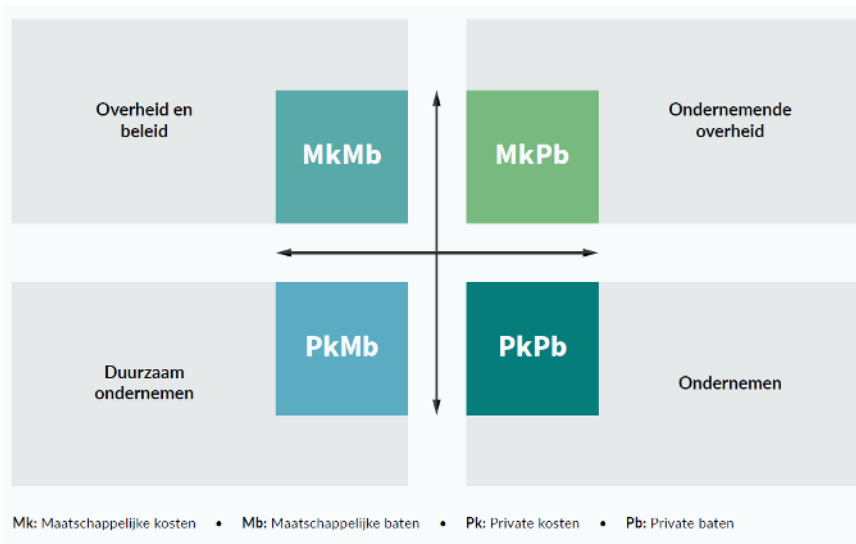 Overheid en
beleid
MkMb
MkPb
Ondernemende
overheid
Duurzaam
ondernemen
PkMb
PkPb
Ondernemen
Mk: Maatschappelijke kosten • Mb: Maatschappelijke baten • Pk: Private kosten • Pb: Private baten